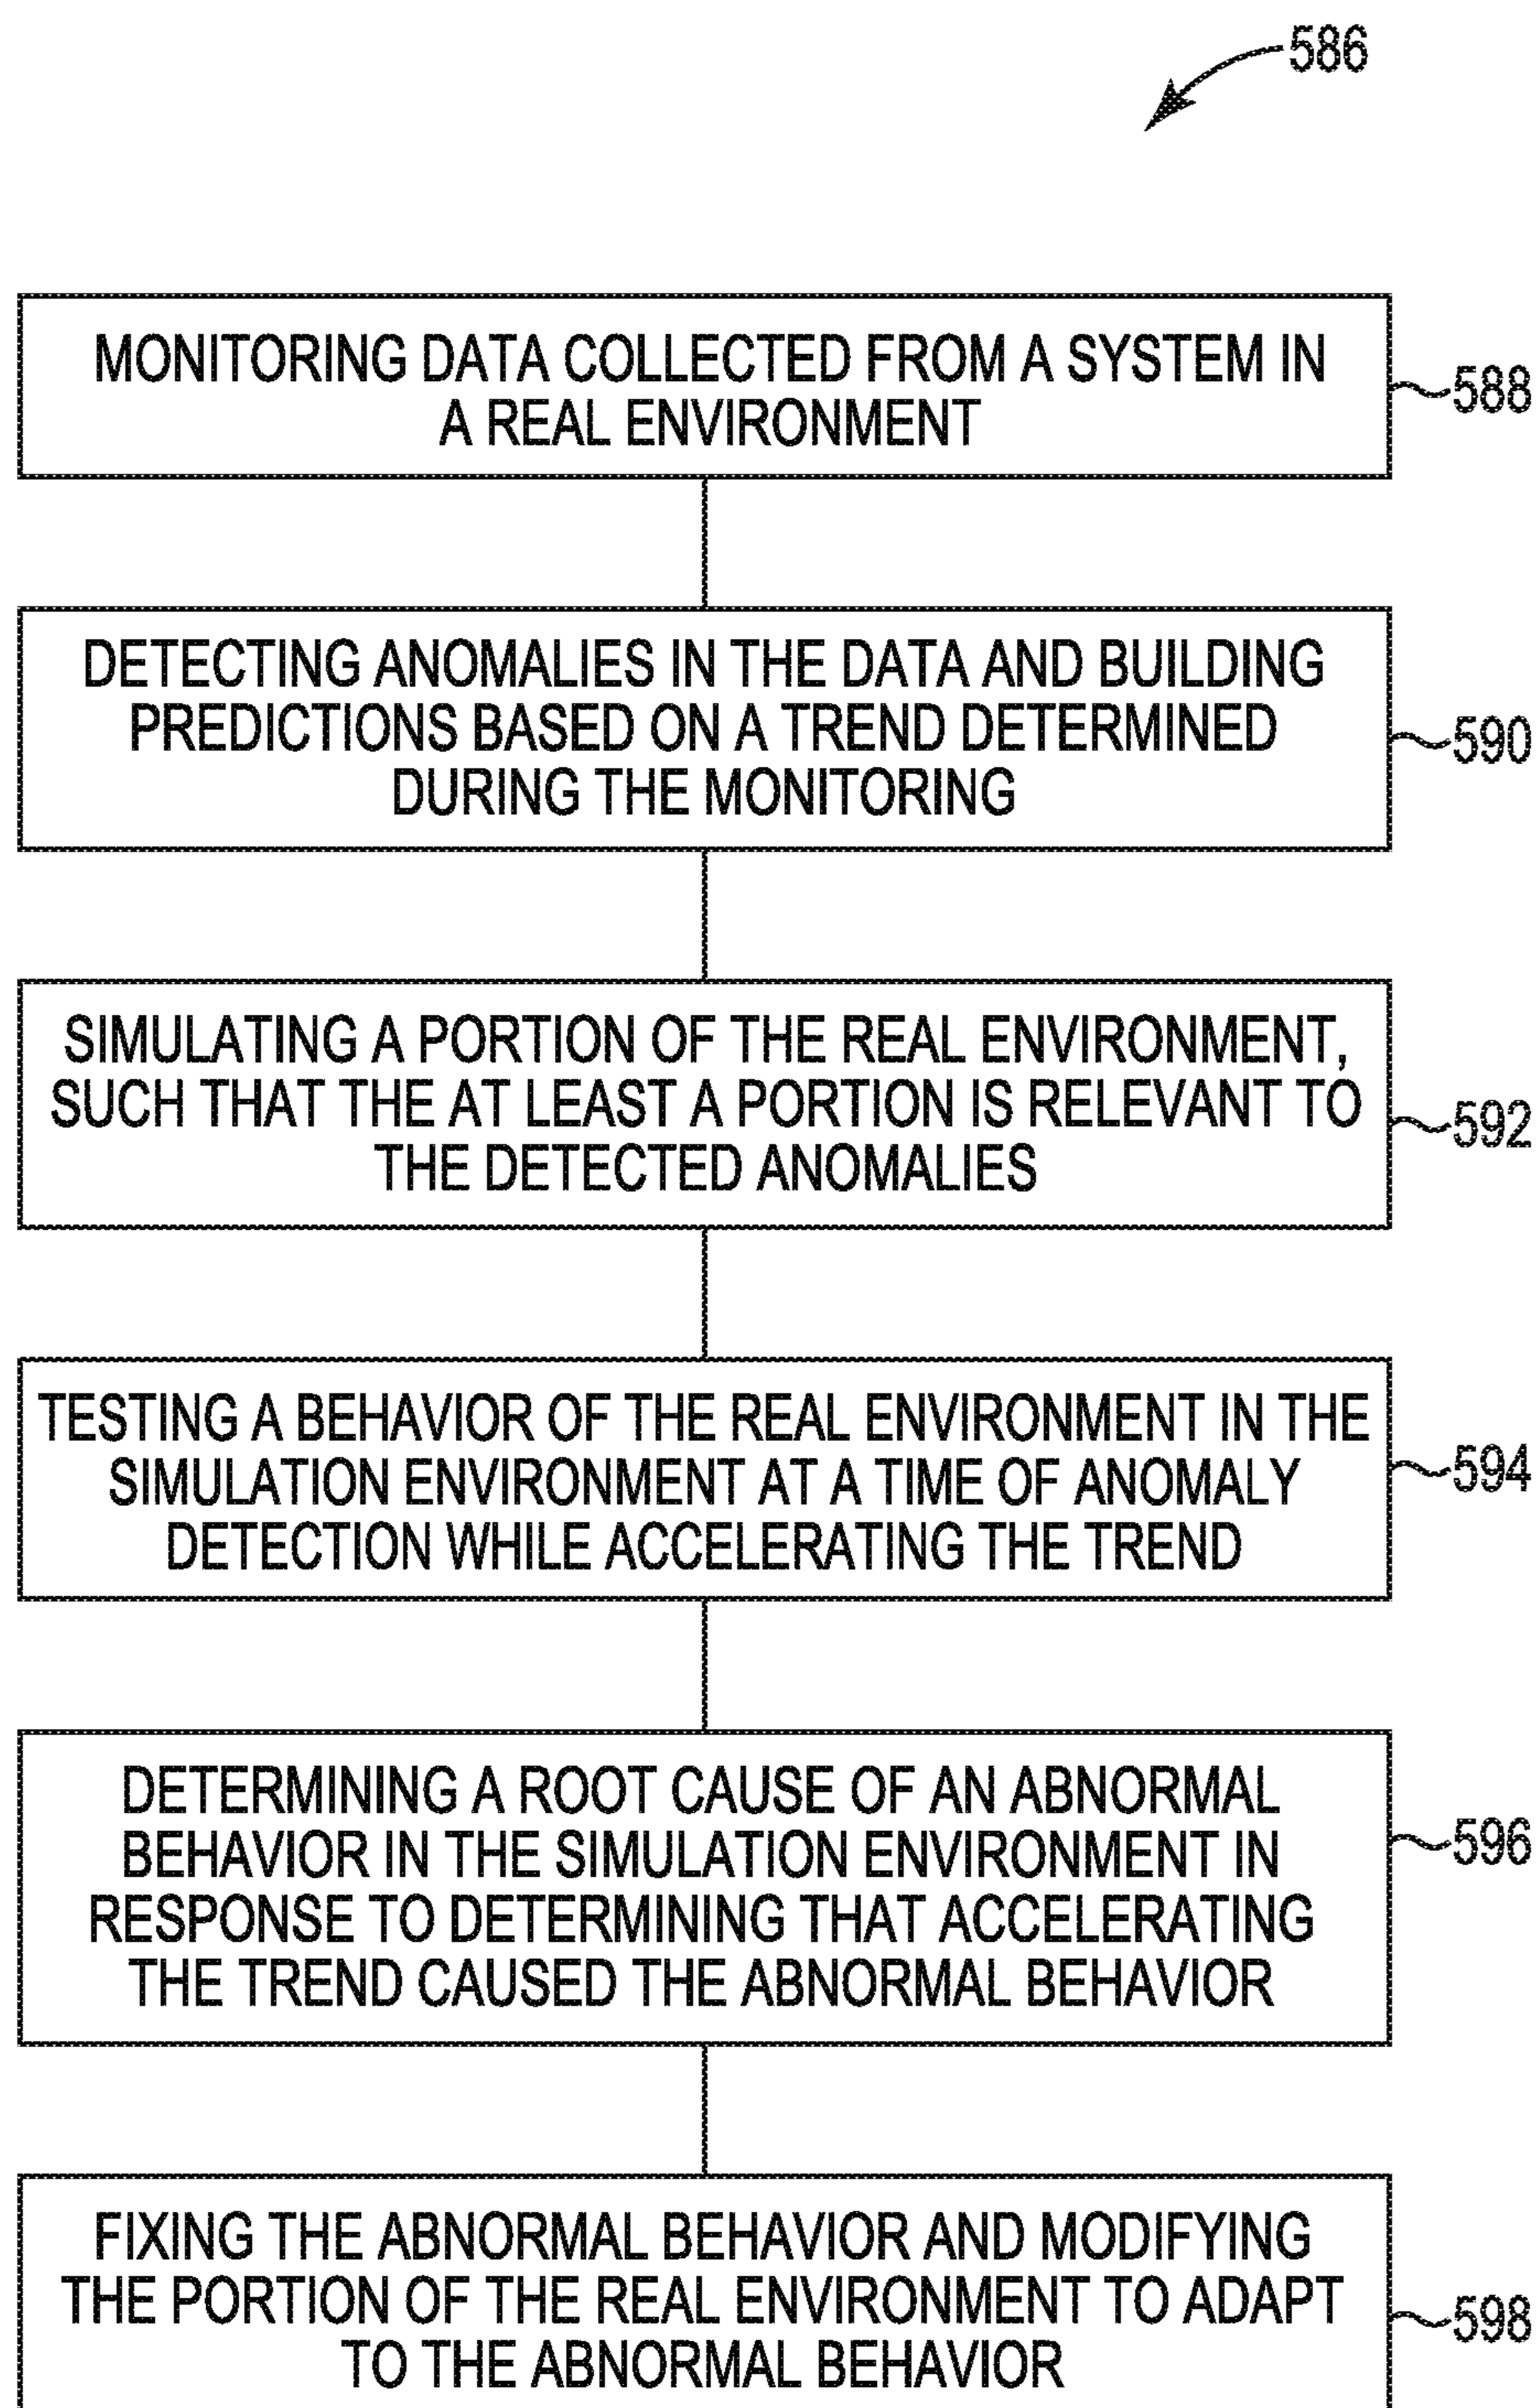 586
MONITORING DATA COLLECTED FROM A SYSTEM IN
A REAL ENVIRONMENT
588
DETECTING ANOMALIES IN THE DATA AND BUILDING
PREDICTIONS BASED ON A TREND DETERMINED
DURING THE MONITORING
590
SIMULATING A PORTION OF THE REAL ENVIRONMENT,
SUCH THAT THE AT LEAST A PORTION IS RELEVANT TO
THE DETECTED ANOMALIES
592
TESTING A BEHAVIOR OF THE REAL ENVIRONMENT IN THE
SIMULATION ENVIRONMENT AT A TIME OF ANOMALY
DETECTION WHILE ACCELERATING THE TREND
594
DETERMINING A ROOT CAUSE OF AN ABNORMAL
BEHAVIOR IN THE SIMULATION ENVIRONMENT IN
RESPONSE TO DETERMINING THAT ACCELERATING
THE TREND CAUSED THE ABNORMAL BEHAVIOR
596
FIXING THE ABNORMAL BEHAVIOR AND MODIFYING
THE PORTION OF THE REAL ENVIRONMENT TO ADAPT
TO THE ABNORMAL BEHAVIOR
598